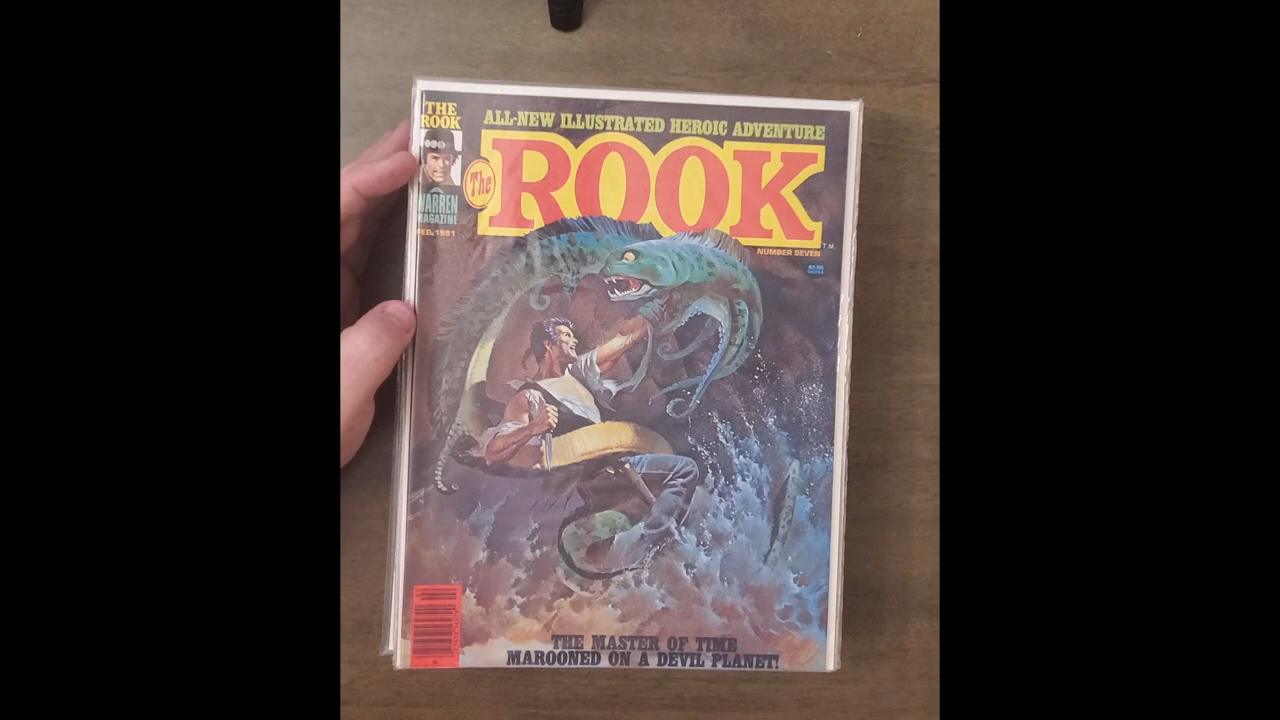 THE
ROOK
WARREN
MAGAZINE
FEB. 1981
ALL-NEW ILLUSTRATED HEROIC ADVENTURE
The ROOK
T.M.
NUMBER SEVEN
THE MASTER OF TIME
MAROONED ON A DEVIL PLANET!